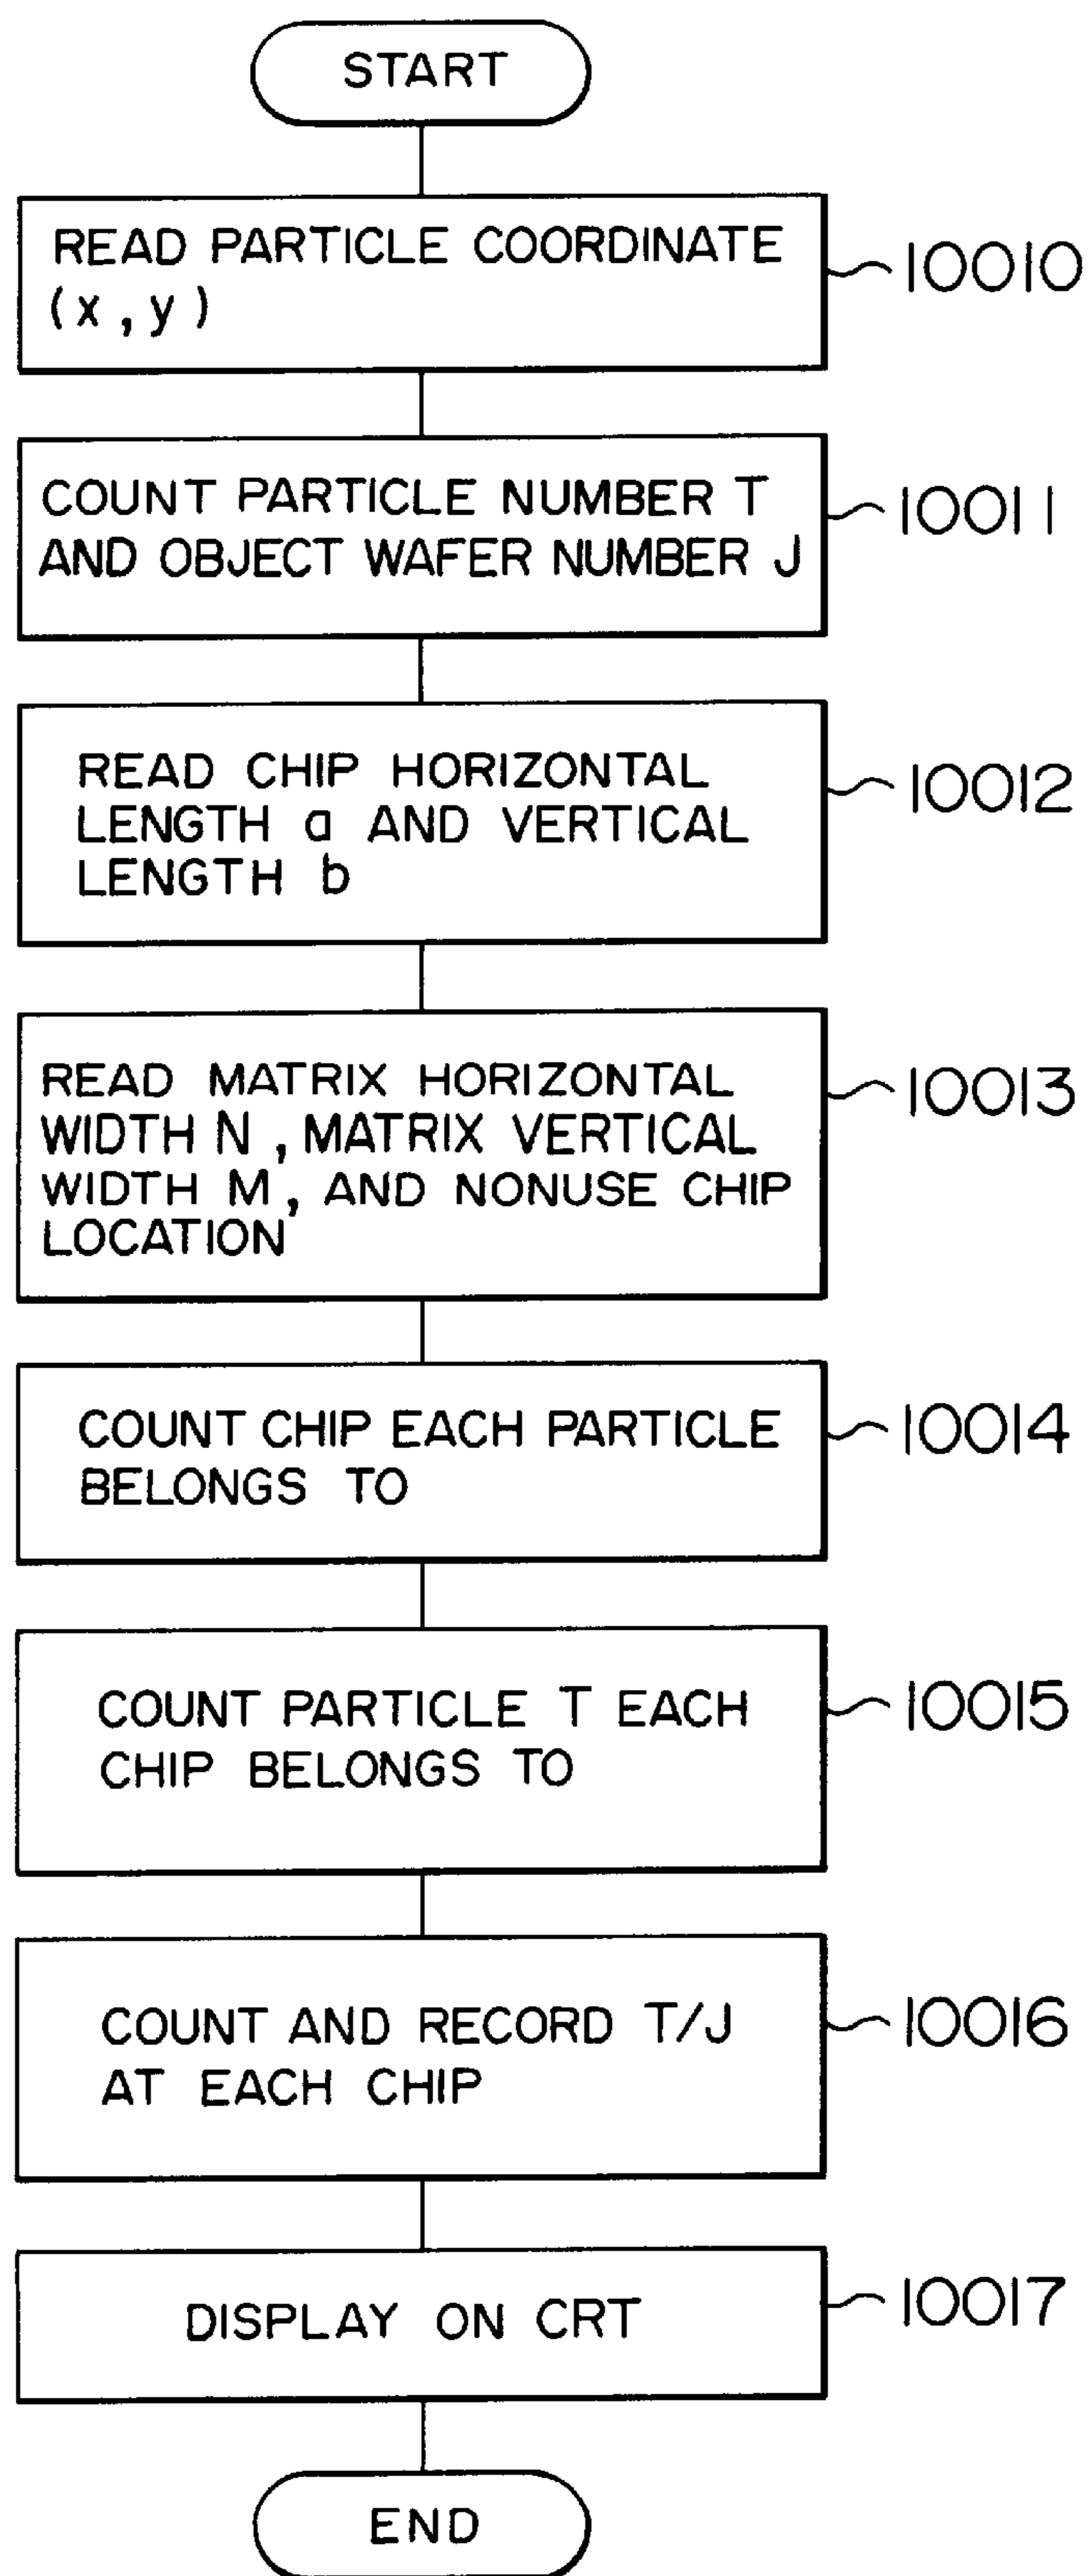 START
READ PARTICLE COORDINATE
(x, y)
10010
COUNT PARTICLE NUMBER T
AND OBJECT WAFER NUMBER J
10011
READ CHIP HORIZONTAL
LENGTH a AND VERTICAL
LENGTH b
10012
READ MATRIX HORIZONTAL
WIDTH N, MATRIX VERTICAL
WIDTH M, AND NONUSE CHIP
LOCATION
10013
COUNT CHIP EACH PARTICLE
BELONGS TO
10014
COUNT PARTICLE T EACH
CHIP BELONGS TO
10015
COUNT AND RECORD T/J
AT EACH CHIP
10016
DISPLAY ON CRT
10017
END